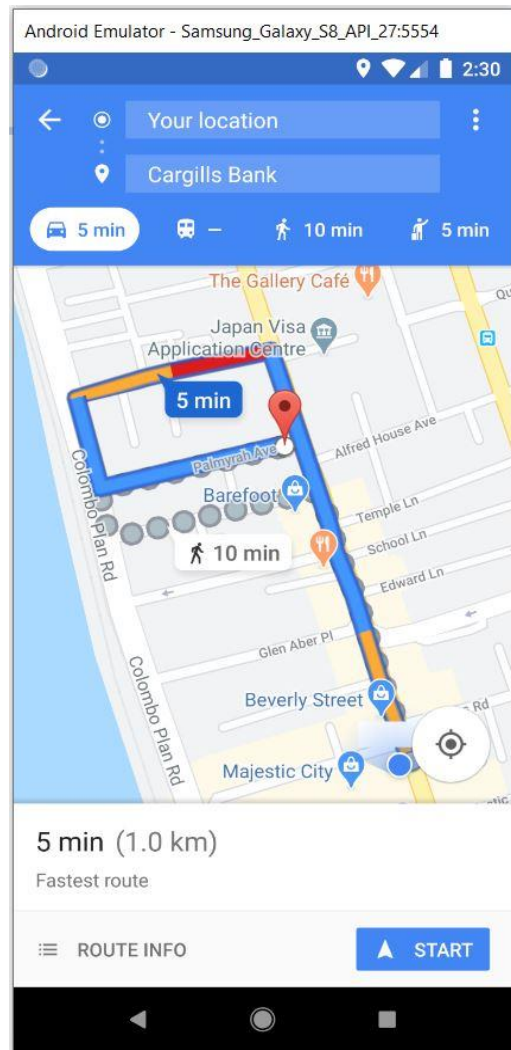 Android Emulator - Samsung_Galaxy_S8_API_27:5554
2:30
Your location
Cargills Bank
5 min
–
10 min
5 min
The Gallery Café
Qu
Japan Visa
Application Centre
5 min
Alfred House Ave
Palmyrah Ave
Colombo Plan Rd
Barefoot
Temple Ln
School Ln
10 min
Edward Ln
Glen Aber Pl
Colombo Plan Rd
Beverly Street
Rd
Majestic City
5 min (1.0 km)
Fastest route
ROUTE INFO
START